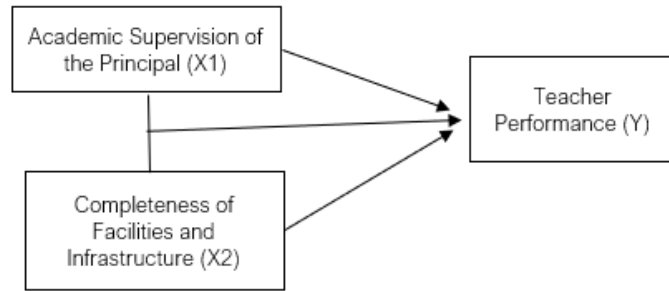 Academic Supervision of
the Principal (X1)
Teacher
Performance (Y)
Completeness of
Facilities and
Infrastructure (X2)